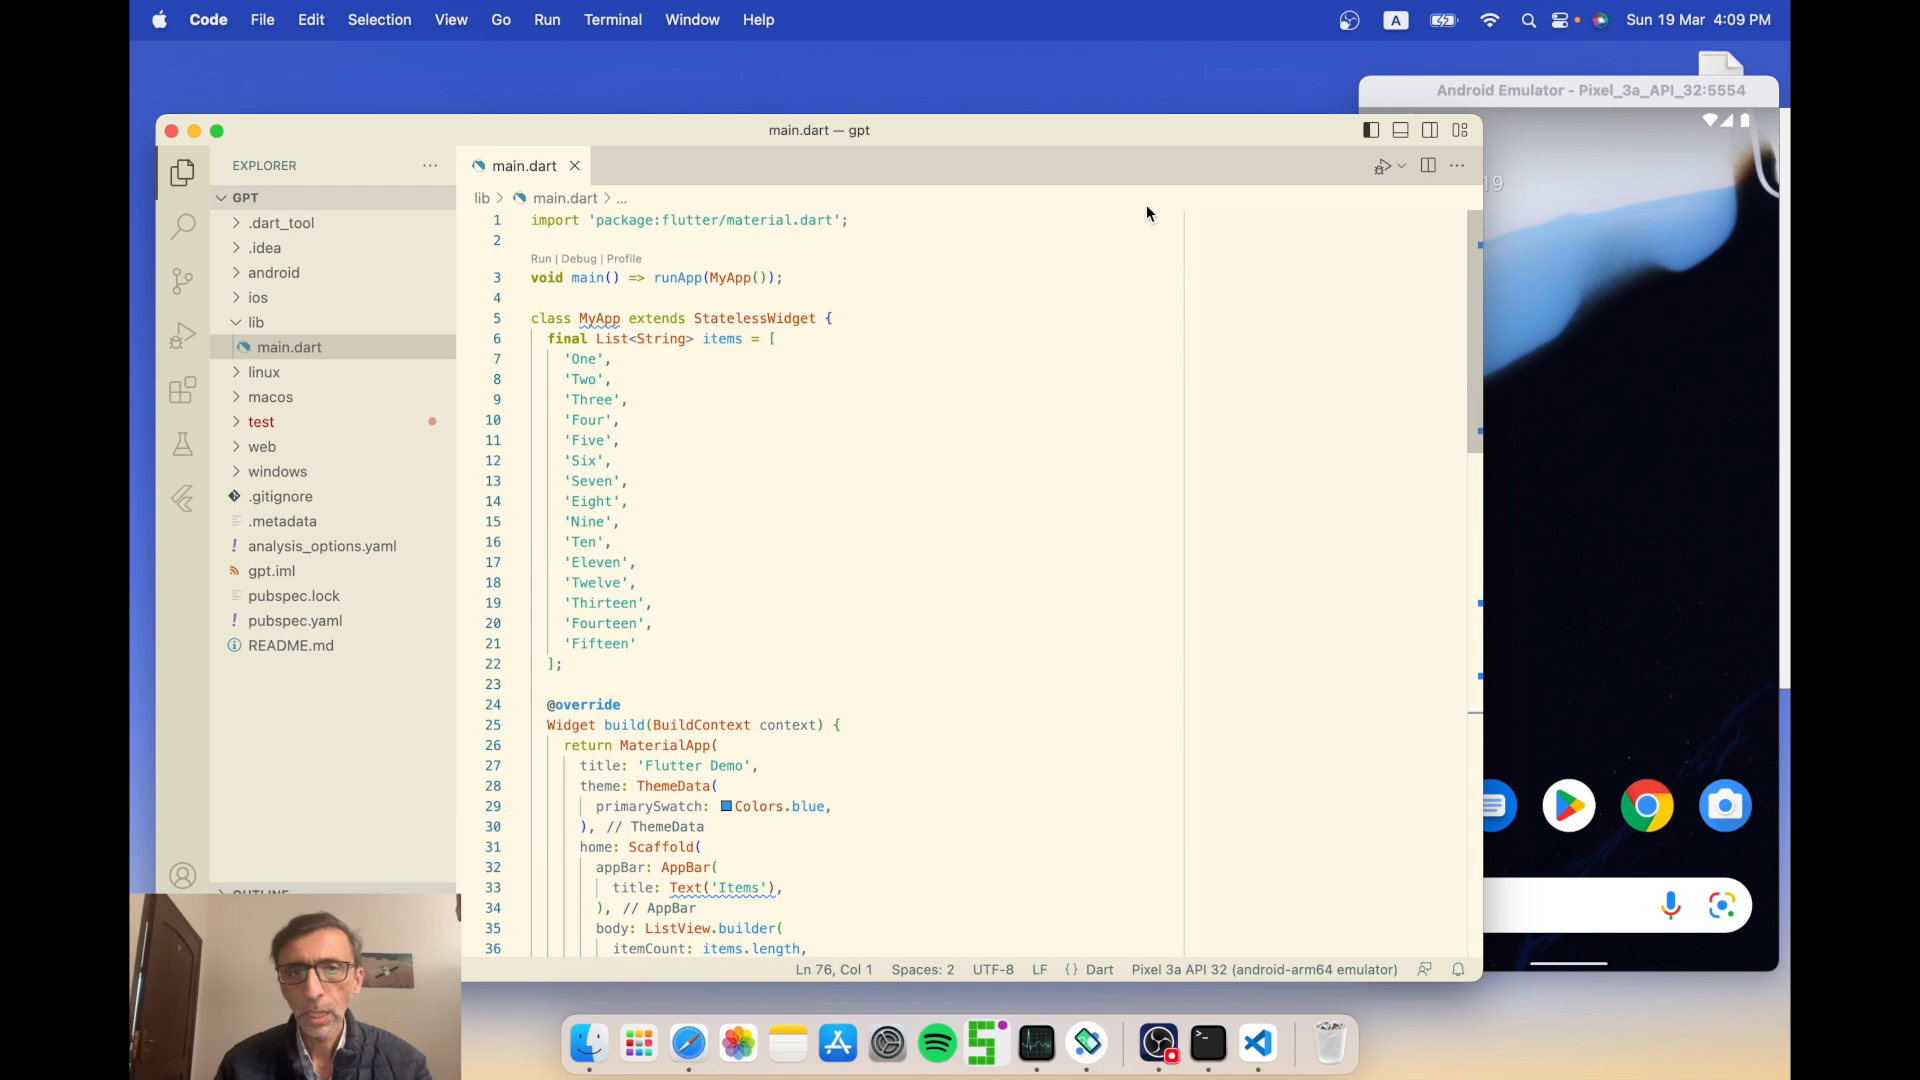 Code File Edit Selection View Go Run Terminal Window Help
A
Sun 19 Mar 4:09 PM
Android Emulator - Pixel_3a_API_32:5554
19
main.dart — gpt
EXPLORER
GPT
.dart_tool
.idea
android
ios
lib
main.dart
linux
macos
test
web
windows
.gitignore
.metadata
! analysis_options.yaml
gpt.iml
pubspec.lock
! pubspec.yaml
README.md
OUTLINE
main.dart
lib > main.dart > ...
1 import 'package:flutter/material.dart';
2
Run | Debug | Profile
3 void main() => runApp(MyApp());
4
5 class MyApp extends StatelessWidget {
6 final List<String> items = [
7 'One',
8 'Two',
9 'Three',
10 'Four',
11 'Five',
12 'Six',
13 'Seven',
14 'Eight',
15 'Nine',
16 'Ten',
17 'Eleven',
18 'Twelve',
19 'Thirteen',
20 'Fourteen',
21 'Fifteen'
22 ];
23
24 @override
25 Widget build(BuildContext context) {
26 return MaterialApp(
27 title: 'Flutter Demo',
28 theme: ThemeData(
29 primarySwatch: Colors.blue,
30 ), // ThemeData
31 home: Scaffold(
32 appBar: AppBar(
33 title: Text('Items'),
34 ), // AppBar
35 body: ListView.builder(
36 itemCount: items.length,
Ln 76, Col 1 Spaces: 2 UTF-8 LF {} Dart Pixel 3a API 32 (android-arm64 emulator)